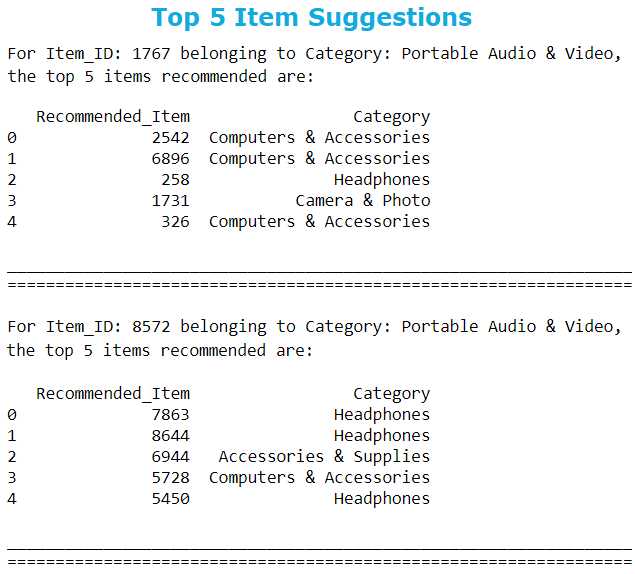 Top 5 Item Suggestions
For Item_ID: 1767 belonging to Category: Portable Audio & Video,
the top 5 items recommended are:
Recommended_Item Category
0 2542 Computers & Accessories
1 6896 Computers & Accessories
2 258 Headphones
3 1731 Camera & Photo
4 326 Computers & Accessories
_________________________________________________________________
=================================================================
For Item_ID: 8572 belonging to Category: Portable Audio & Video,
the top 5 items recommended are:
Recommended_Item Category
0 7863 Headphones
1 8644 Headphones
2 6944 Accessories & Supplies
3 5728 Computers & Accessories
4 5450 Headphones
_________________________________________________________________
=================================================================